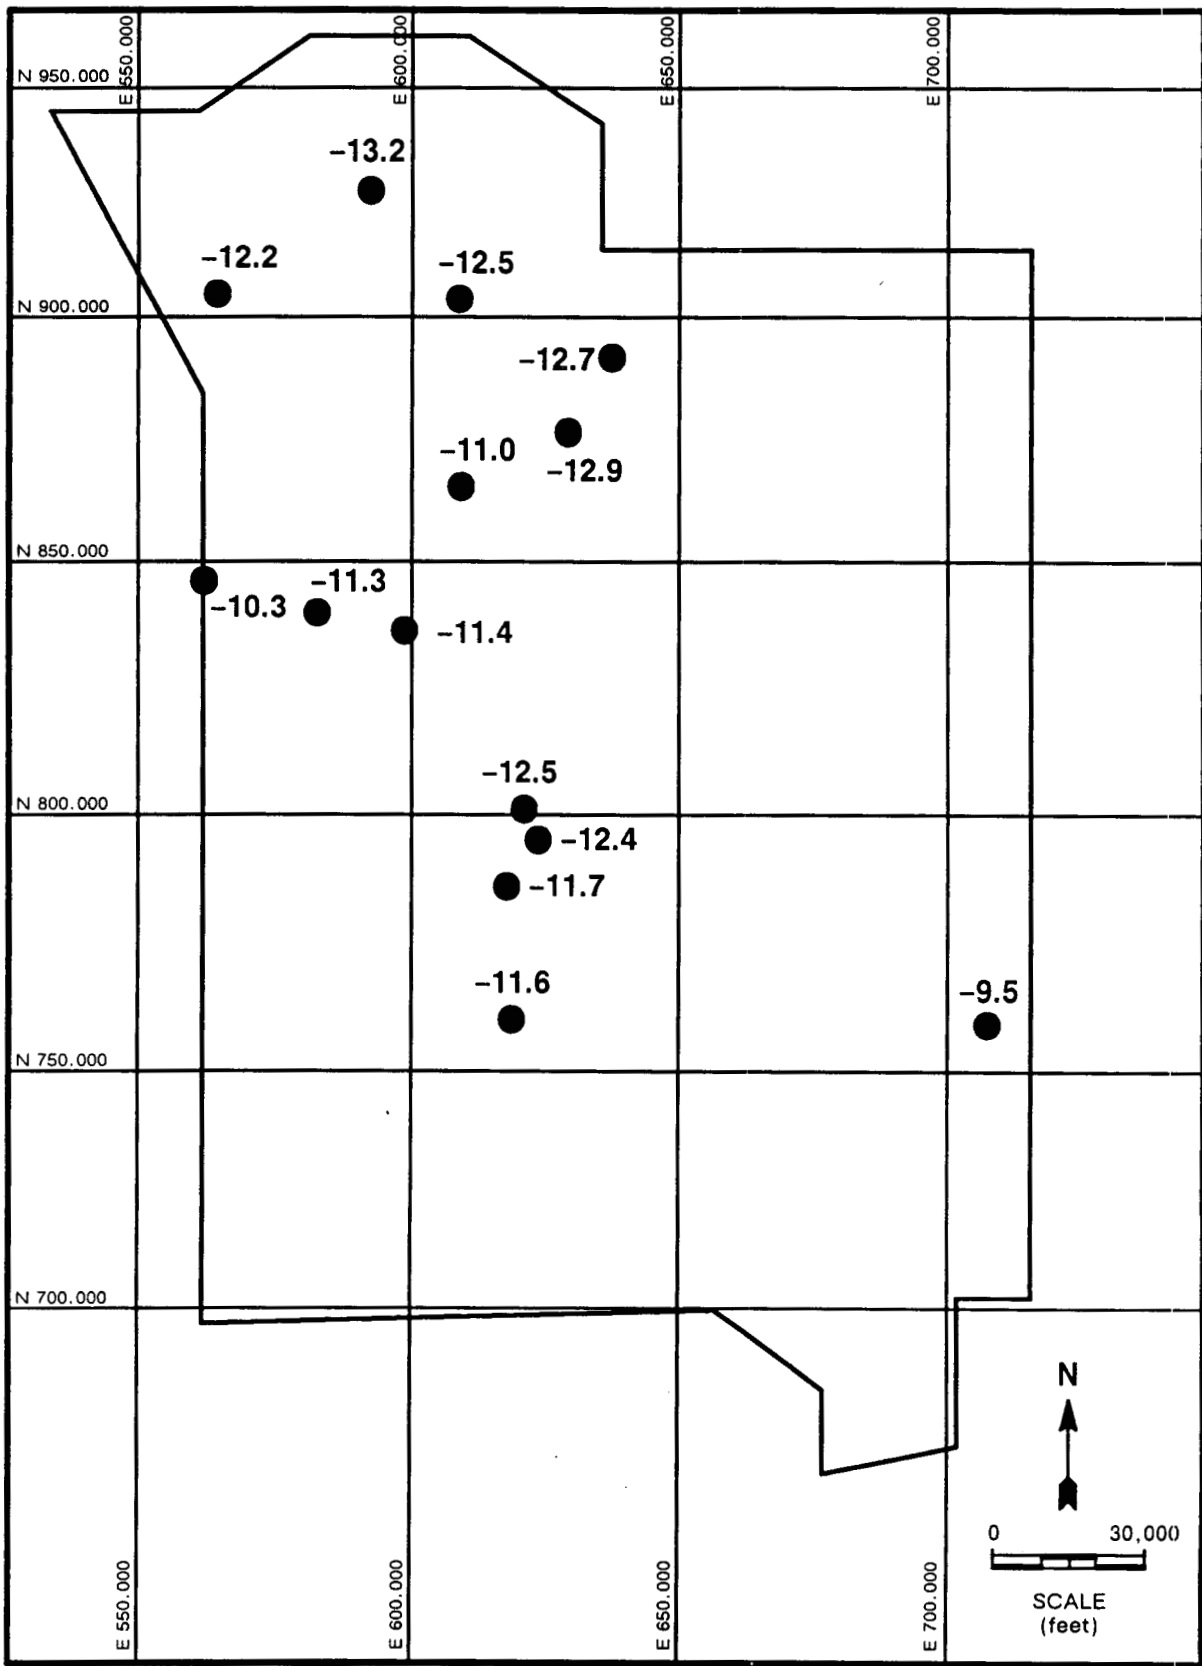 E 550.000
E 600.000
E 650.000
E 700.000
N 950.000
-13.2
-12.2
-12.5
N 900.000
-12.7
-11.0
-12.9
N 850.000
-11.3
-10.3
-11.4
-12.5
N 800.000
-12.4
-11.7
-11.6
-9.5
N 750.000
N 700.000
N
0 30,000
SCALE
(feet)
E 550.000
E 600.000
E 650.000
E 700.000